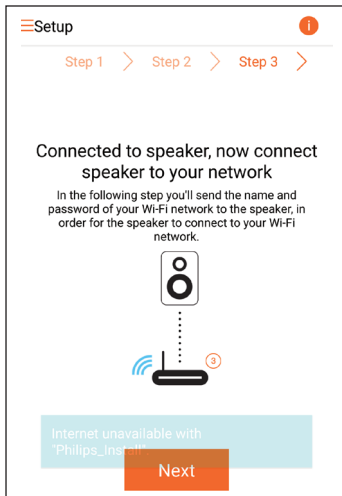 Setup
i
Step 1 > Step 2 > Step 3 >
Connected to speaker, now connect
speaker to your network
In the following step you'll send the name and
password of your Wi-Fi network to the speaker, in
order for the speaker to connect to your Wi-Fi
network.
3
Internet unavailable with
"Philips_Install".
Next